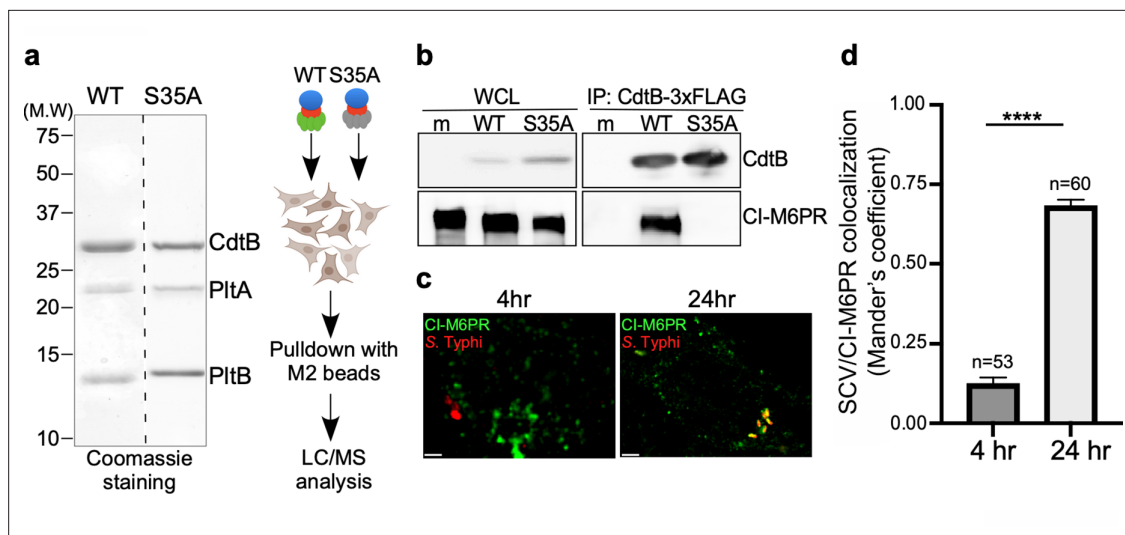 a
WT S35A
(M.W)
75
50
37
25
20
15
10
CdtB
PltA
PltB
Coomassie
staining
WT S35A
Pulldown with
M2 beads
LC/MS
analysis
b
WCL
IP: CdtB-3xFLAG
m WT S35A
m WT S35A
CdtB
CI-M6PR
c
4hr
24hr
CI-M6PR
S. Typhi
CI-M6PR
S. Typhi
d
SCV/CI-M6PR colocalization
(Mander's coefficient)
1.00
0.75
0.50
0.25
0.00
****
n=60
n=53
4 hr
24 hr